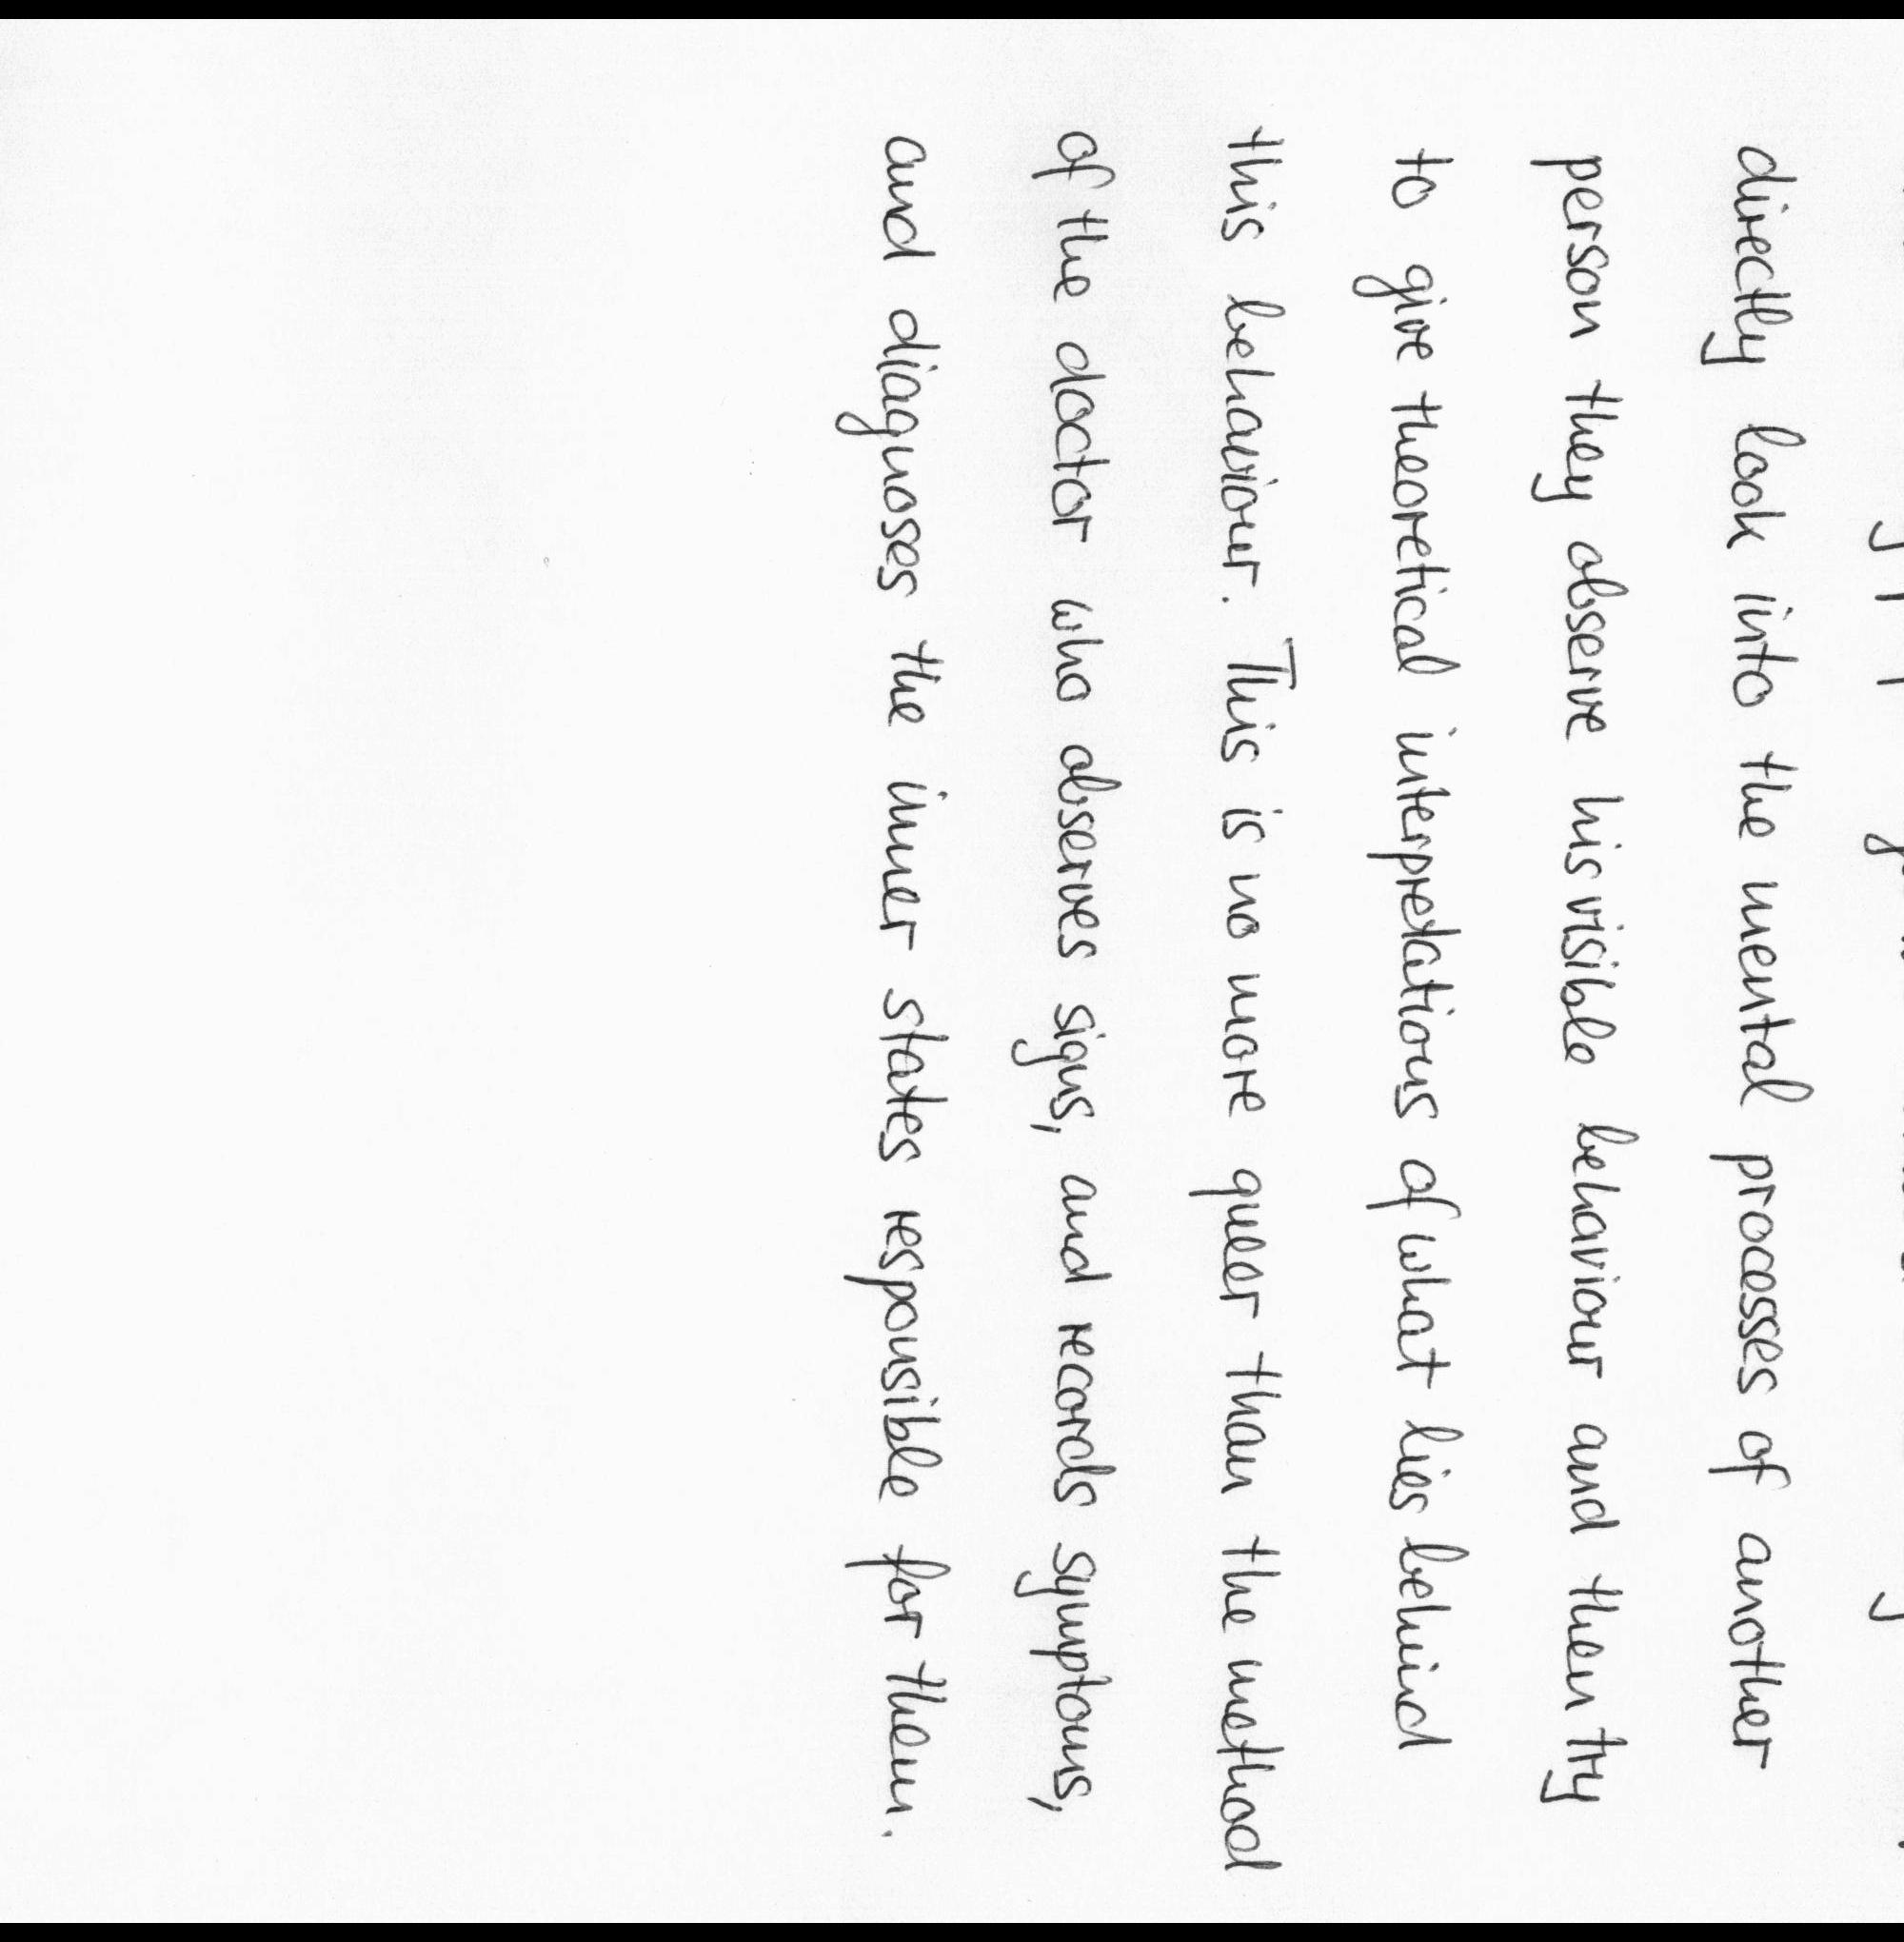 directly look into the mental processes of another
person they observe his visible behaviour and then try
to give theoretical interpretations of what lies behind
this behaviour. This is no more queer than the method
of the doctor who observes signs, and records symptoms,
and diagnoses the inner states responsible for them.